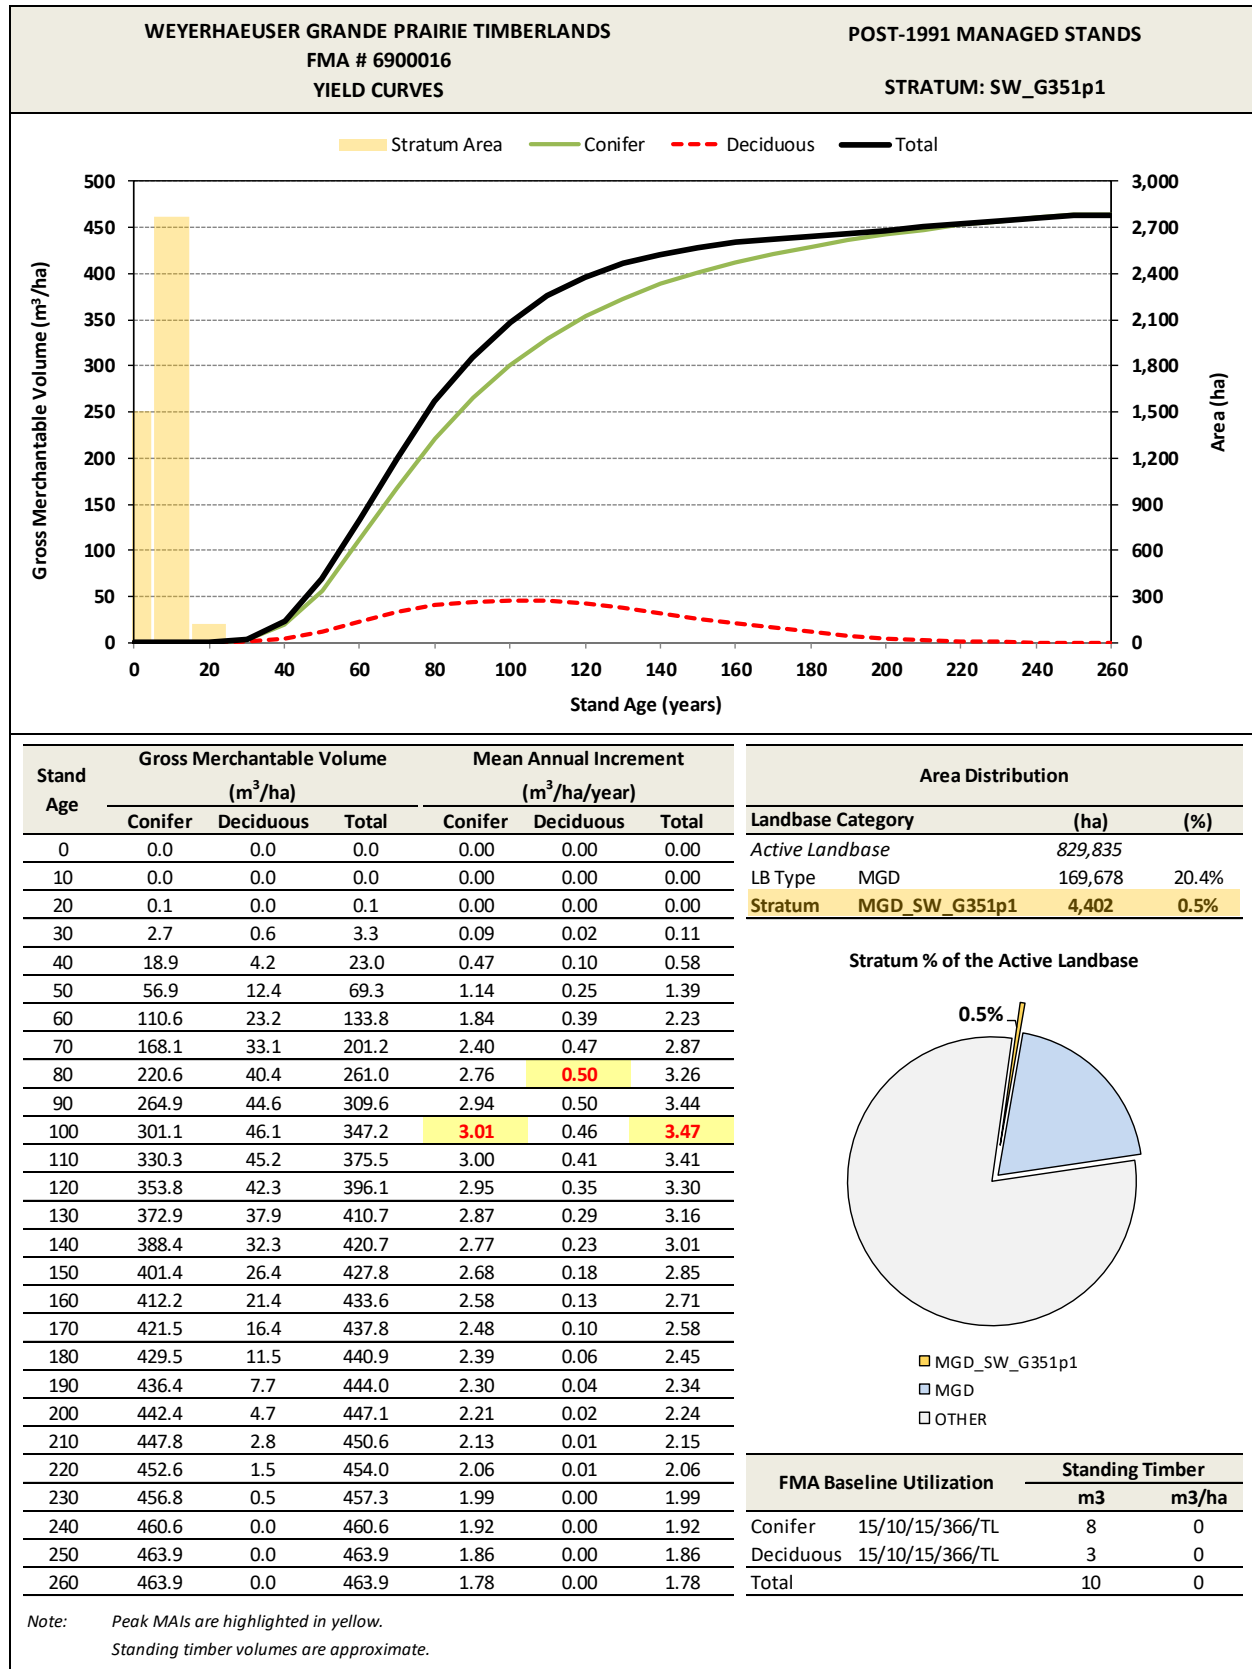 WEYERHAEUSER GRANDE PRAIRIE TIMBERLANDS
FMA # 6900016
YIELD CURVES
POST-1991 MANAGED STANDS
STRATUM: SW_G351p1
Stratum Area Conifer Deciduous Total
Gross Merchantable Volume (m³/ha)
500
450
400
350
300
250
200
150
100
50
0
3,000
2,700
2,400
2,100
1,800
1,500
1,200
900
600
300
0
Area (ha)
0 20 40 60 80 100 120 140 160 180 200 220 240 260
Stand Age (years)
Stand Age
Gross Merchantable Volume (m³/ha)
Mean Annual Increment (m³/ha/year)
Conifer Deciduous Total Conifer Deciduous Total
0 0.0 0.0 0.0 0.00 0.00 0.00
10 0.0 0.0 0.0 0.00 0.00 0.00
20 0.1 0.0 0.1 0.00 0.00 0.00
30 2.7 0.6 3.3 0.09 0.02 0.11
40 18.9 4.2 23.0 0.47 0.10 0.58
50 56.9 12.4 69.3 1.14 0.25 1.39
60 110.6 23.2 133.8 1.84 0.39 2.23
70 168.1 33.1 201.2 2.40 0.47 2.87
80 220.6 40.4 261.0 2.76 0.50 3.26
90 264.9 44.6 309.6 2.94 0.50 3.44
100 301.1 46.1 347.2 3.01 0.46 3.47
110 330.3 45.2 375.5 3.00 0.41 3.41
120 353.8 42.3 396.1 2.95 0.35 3.30
130 372.9 37.9 410.7 2.87 0.29 3.16
140 388.4 32.3 420.7 2.77 0.23 3.01
150 401.4 26.4 427.8 2.68 0.18 2.85
160 412.2 21.4 433.6 2.58 0.13 2.71
170 421.5 16.4 437.8 2.48 0.10 2.58
180 429.5 11.5 440.9 2.39 0.06 2.45
190 436.4 7.7 444.0 2.30 0.04 2.34
200 442.4 4.7 447.1 2.21 0.02 2.24
210 447.8 2.8 450.6 2.13 0.01 2.15
220 452.6 1.5 454.0 2.06 0.01 2.06
230 456.8 0.5 457.3 1.99 0.00 1.99
240 460.6 0.0 460.6 1.92 0.00 1.92
250 463.9 0.0 463.9 1.86 0.00 1.86
260 463.9 0.0 463.9 1.78 0.00 1.78
Area Distribution
Landbase Category (ha) (%)
Active Landbase 829,835
LB Type MGD 169,678 20.4%
Stratum MGD_SW_G351p1 4,402 0.5%
Stratum % of the Active Landbase
0.5%
MGD_SW_G351p1
MGD
OTHER
FMA Baseline Utilization Standing Timber
m3 m3/ha
Conifer 15/10/15/366/TL 8 0
Deciduous 15/10/15/366/TL 3 0
Total 10 0
Note: Peak MAIs are highlighted in yellow.
Standing timber volumes are approximate.